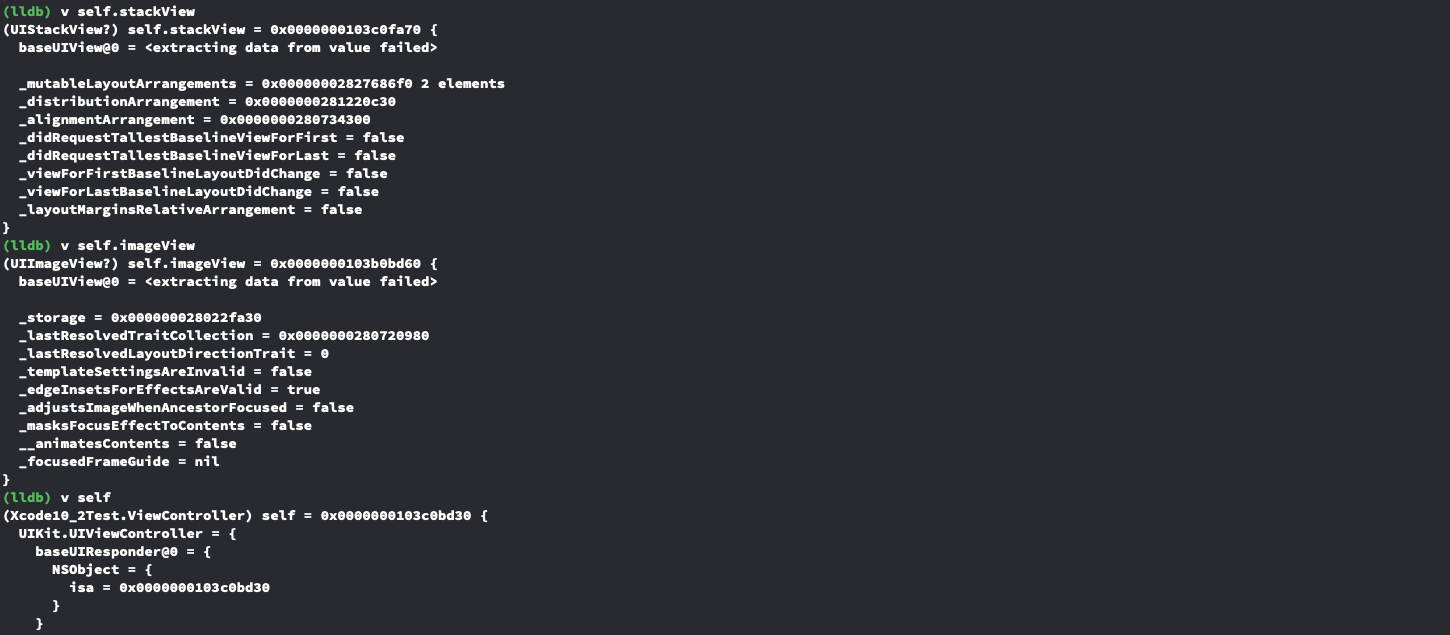 (lldb) v self.stackView
(UIStackView?) self.stackView = 0x0000000103c0fa70 {
  baseUIView@0 = <extracting data from value failed>

  _mutableLayoutArrangements = 0x00000002827686f0 2 elements
  _distributionArrangement = 0x0000000281220c30
  _alignmentArrangement = 0x0000000280734300
  _didRequestTallestBaselineViewForFirst = false
  _didRequestTallestBaselineViewForLast = false
  _viewForFirstBaselineLayoutDidChange = false
  _viewForLastBaselineLayoutDidChange = false
  _layoutMarginsRelativeArrangement = false
}
(lldb) v self.imageView
(UIImageView?) self.imageView = 0x0000000103b0bd60 {
  baseUIView@0 = <extracting data from value failed>

  _storage = 0x000000028022fa30
  _lastResolvedTraitCollection = 0x0000000280720980
  _lastResolvedLayoutDirectionTrait = 0
  _templateSettingsAreInvalid = false
  _edgeInsetsForEffectsAreValid = true
  _adjustsImageWhenAncestorFocused = false
  _masksFocusEffectToContents = false
  __animatesContents = false
  _focusedFrameGuide = nil
}
(lldb) v self
(Xcode10_2Test.ViewController) self = 0x0000000103c0bd30 {
  UIKit.UIViewController = {
    baseUIResponder@0 = {
      NSObject = {
        isa = 0x0000000103c0bd30
      }
    }